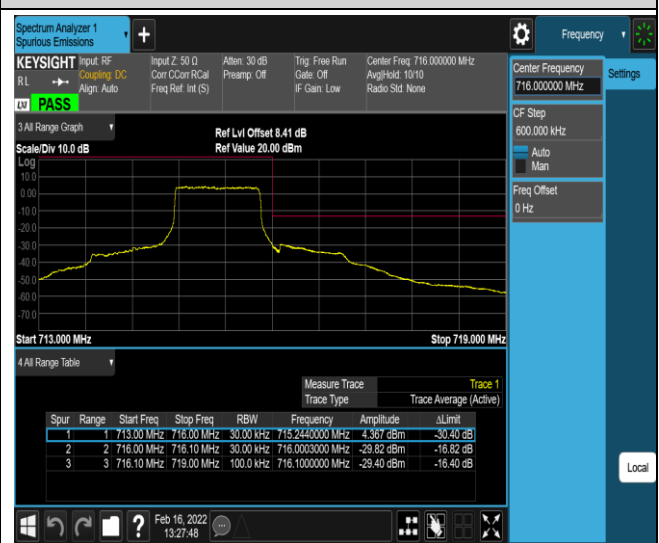 Spectrum Analyzer 1
Spurious Emissions
Frequency
KEYSIGHT Input: RF Input Z: 50 Ω Atten: 30 dB Trig: Free Run Center Freq: 716.000000 MHz
RL Coupling: DC Corr CCorr RCal Preamp: Off Gate: Off Avg|Hold: 10/10
Align: Auto Freq Ref: Int (S) IF Gain: Low Radio Std: None
LXI PASS
Center Frequency
716.000000 MHz
Settings
CF Step
600.000 kHz
Auto
Man
Freq Offset
0 Hz
3 All Range Graph
Ref Lvl Offset 8.41 dB
Scale/Div 10.0 dB Ref Value 20.00 dBm
Log
10.0
0.00
-10.0
-20.0
-30.0
-40.0
-50.0
-60.0
-70.0
Start 713.000 MHz Stop 719.000 MHz
4 All Range Table
Measure Trace Trace 1
Trace Type Trace Average (Active)
Spur Range Start Freq Stop Freq RBW Frequency Amplitude ΔLimit
1 1 713.00 MHz 716.00 MHz 30.00 kHz 715.2440000 MHz 4.367 dBm -30.40 dB
2 2 716.00 MHz 716.10 MHz 30.00 kHz 716.0003000 MHz -29.82 dBm -16.82 dB
3 3 716.10 MHz 719.00 MHz 100.0 kHz 716.1000000 MHz -29.40 dBm -16.40 dB
Local
? Feb 16, 2022
13:27:48